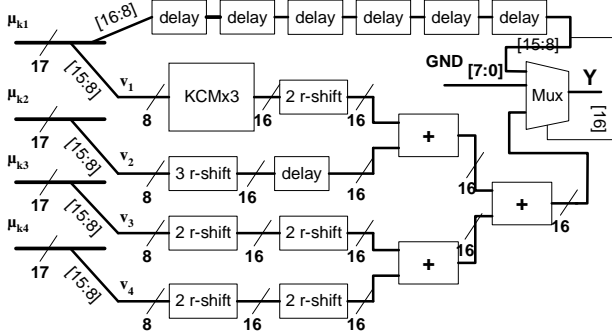 μk1
[16:8]
delay
delay
delay
delay
delay
delay
17
[15:8]
[15:8]
GND
[7:0]
Mux
Y
[16]
v1
8
KCMx3
16
2 r-shift
16
μk2
17
+
16
v2
8
3 r-shift
16
delay
16
μk3
17
[15:8]
+
16
v3
8
2 r-shift
16
2 r-shift
16
μk4
17
[15:8]
+
16
v4
8
2 r-shift
16
2 r-shift
16